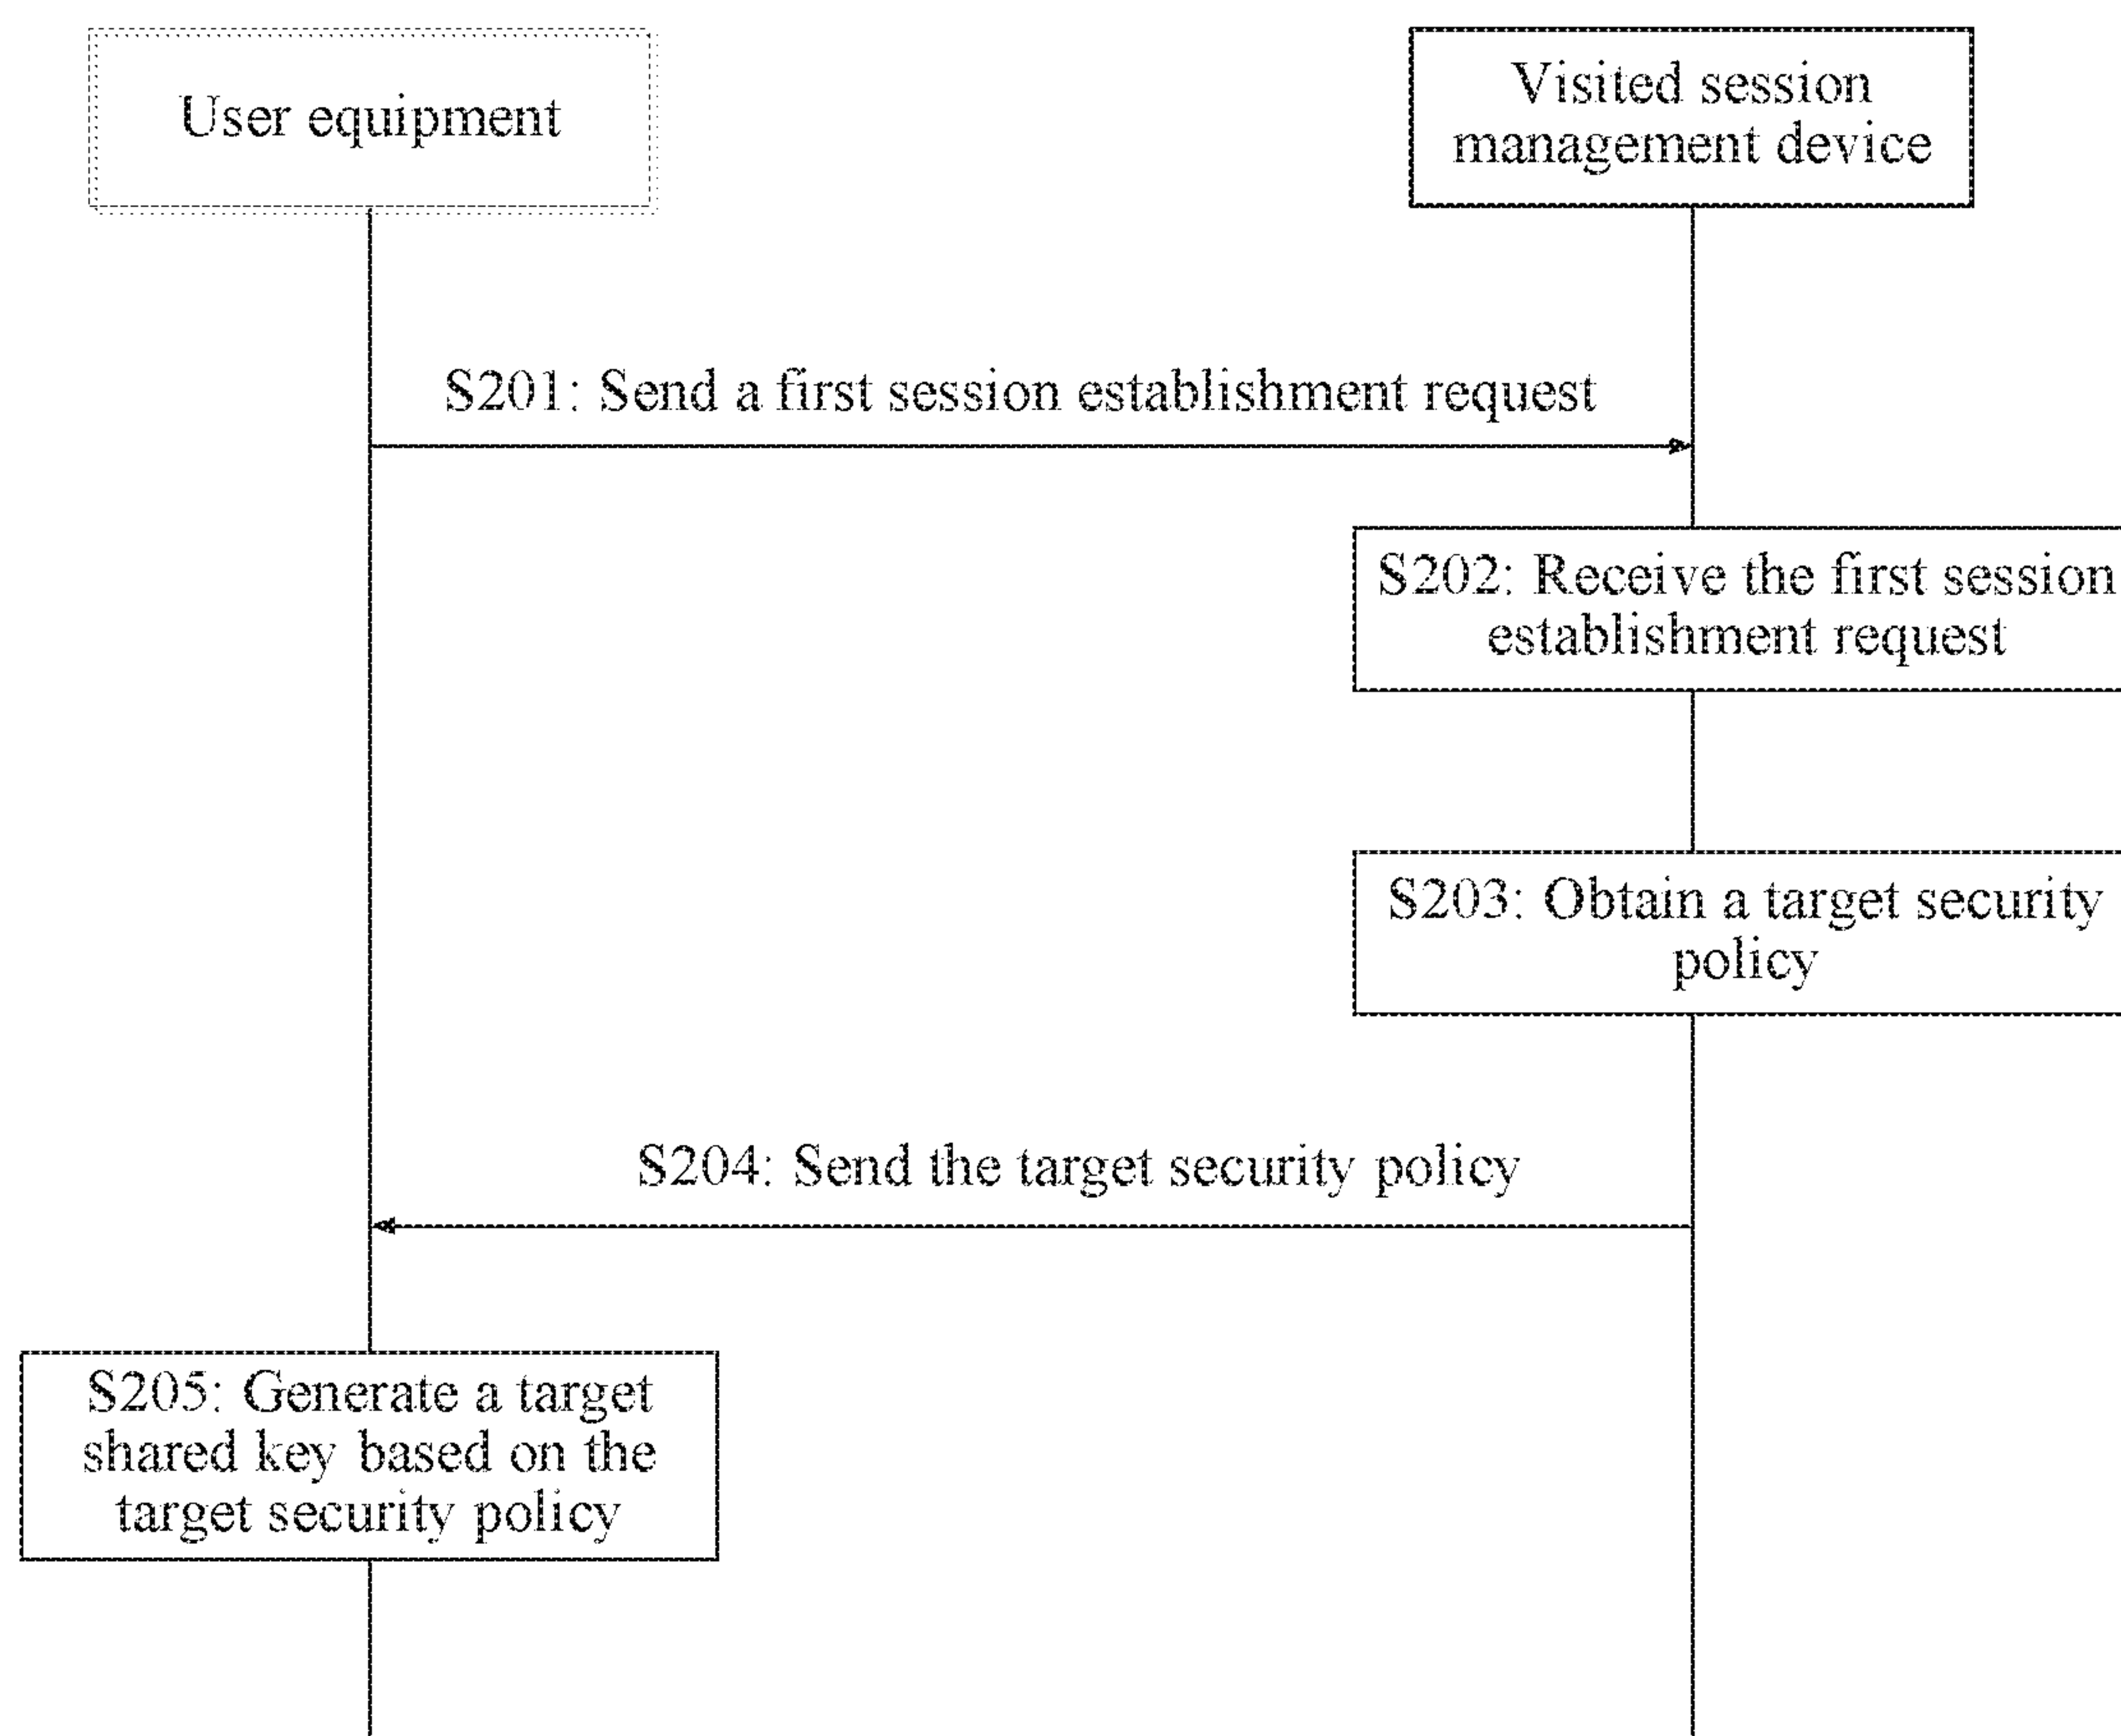 User equipment
Visited session
management device
S201: Send a first session establishment request
S202: Receive the first session
establishment request
S203: Obtain a target security
policy
S204: Send the target security policy
S205: Generate a target
shared key based on the
target security policy